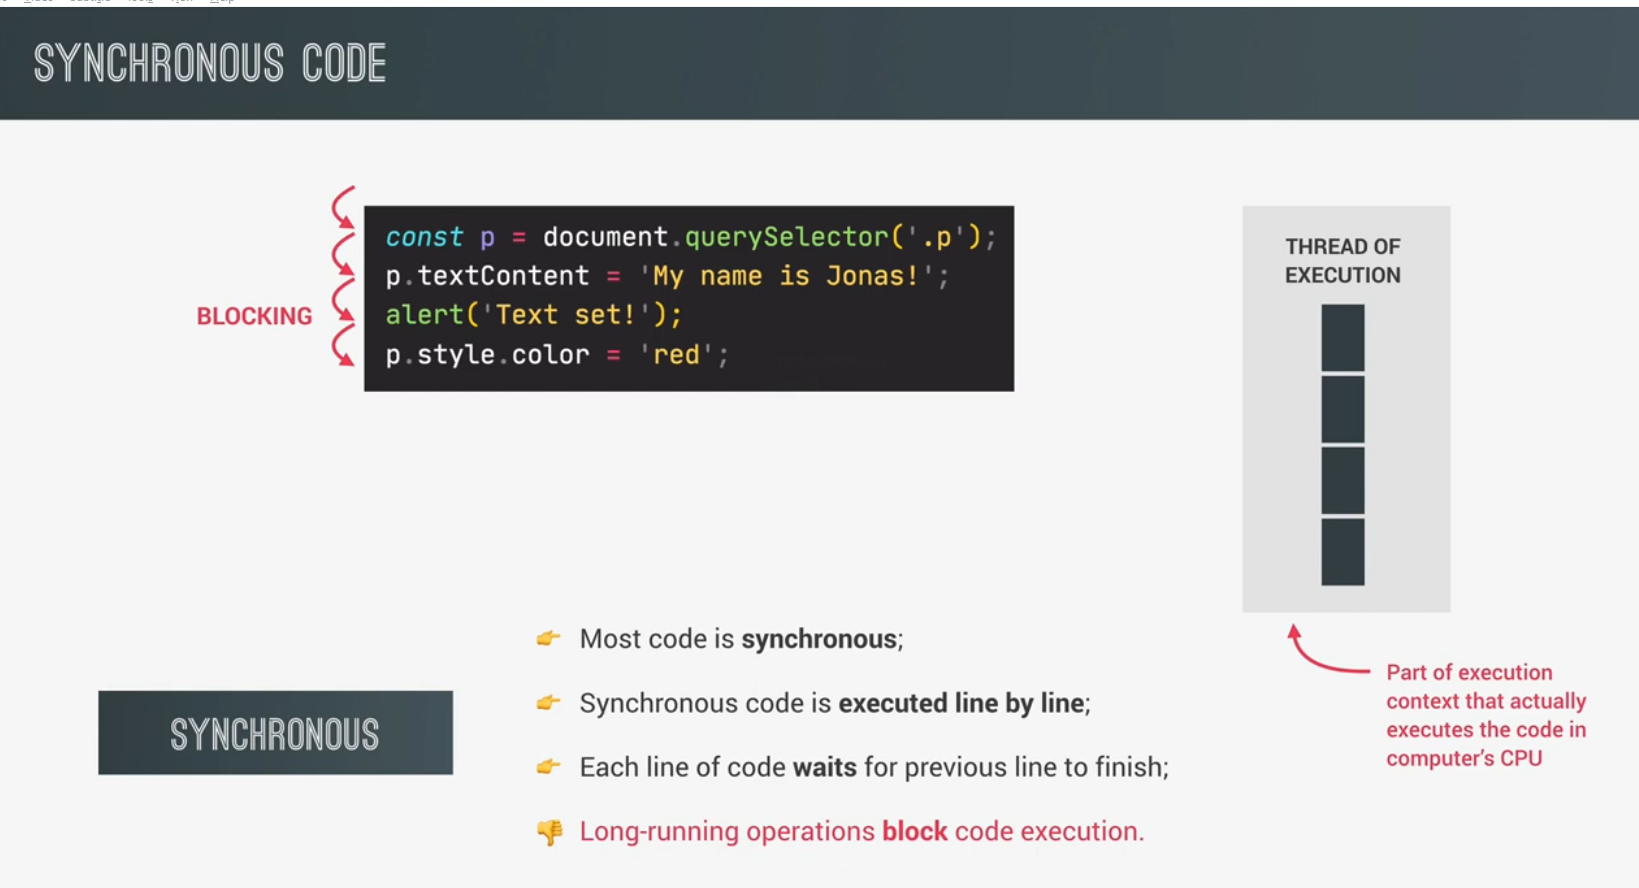 SYNCHRONOUS CODE
BLOCKING
const p = document.querySelector('.p');
p.textContent = 'My name is Jonas!';
alert('Text set!');
p.style.color = 'red';
THREAD OF
EXECUTION
Part of execution
context that actually
executes the code in
computer's CPU
SYNCHRONOUS
👉 Most code is synchronous;
👉 Synchronous code is executed line by line;
👉 Each line of code waits for previous line to finish;
👎 Long-running operations block code execution.